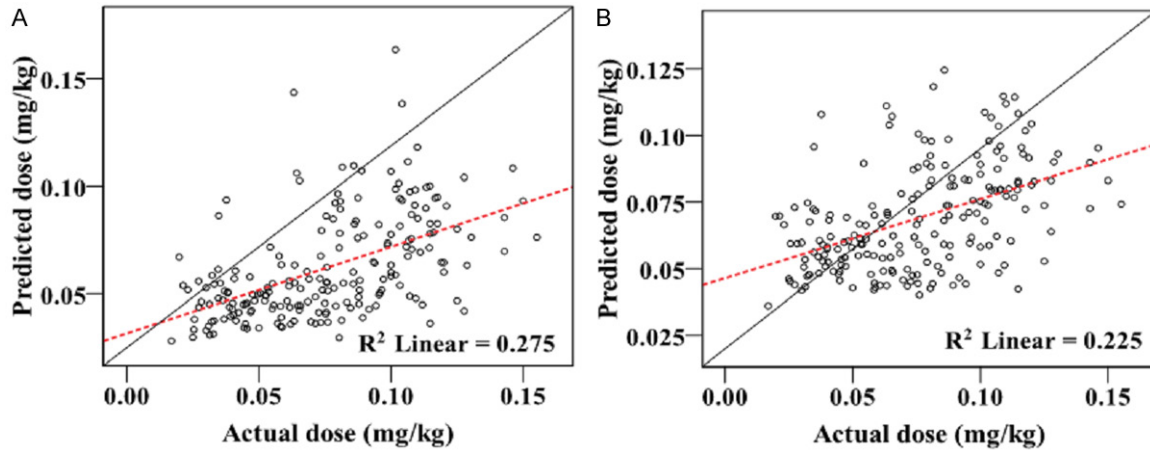 A
Predicted dose (mg/kg)
0.15
0.10
0.05
R² Linear = 0.275
0.00 0.05 0.10 0.15
Actual dose (mg/kg)
B
Predicted dose (mg/kg)
0.125
0.100
0.075
0.050
0.025
R² Linear = 0.225
0.00 0.05 0.10 0.15
Actual dose (mg/kg)